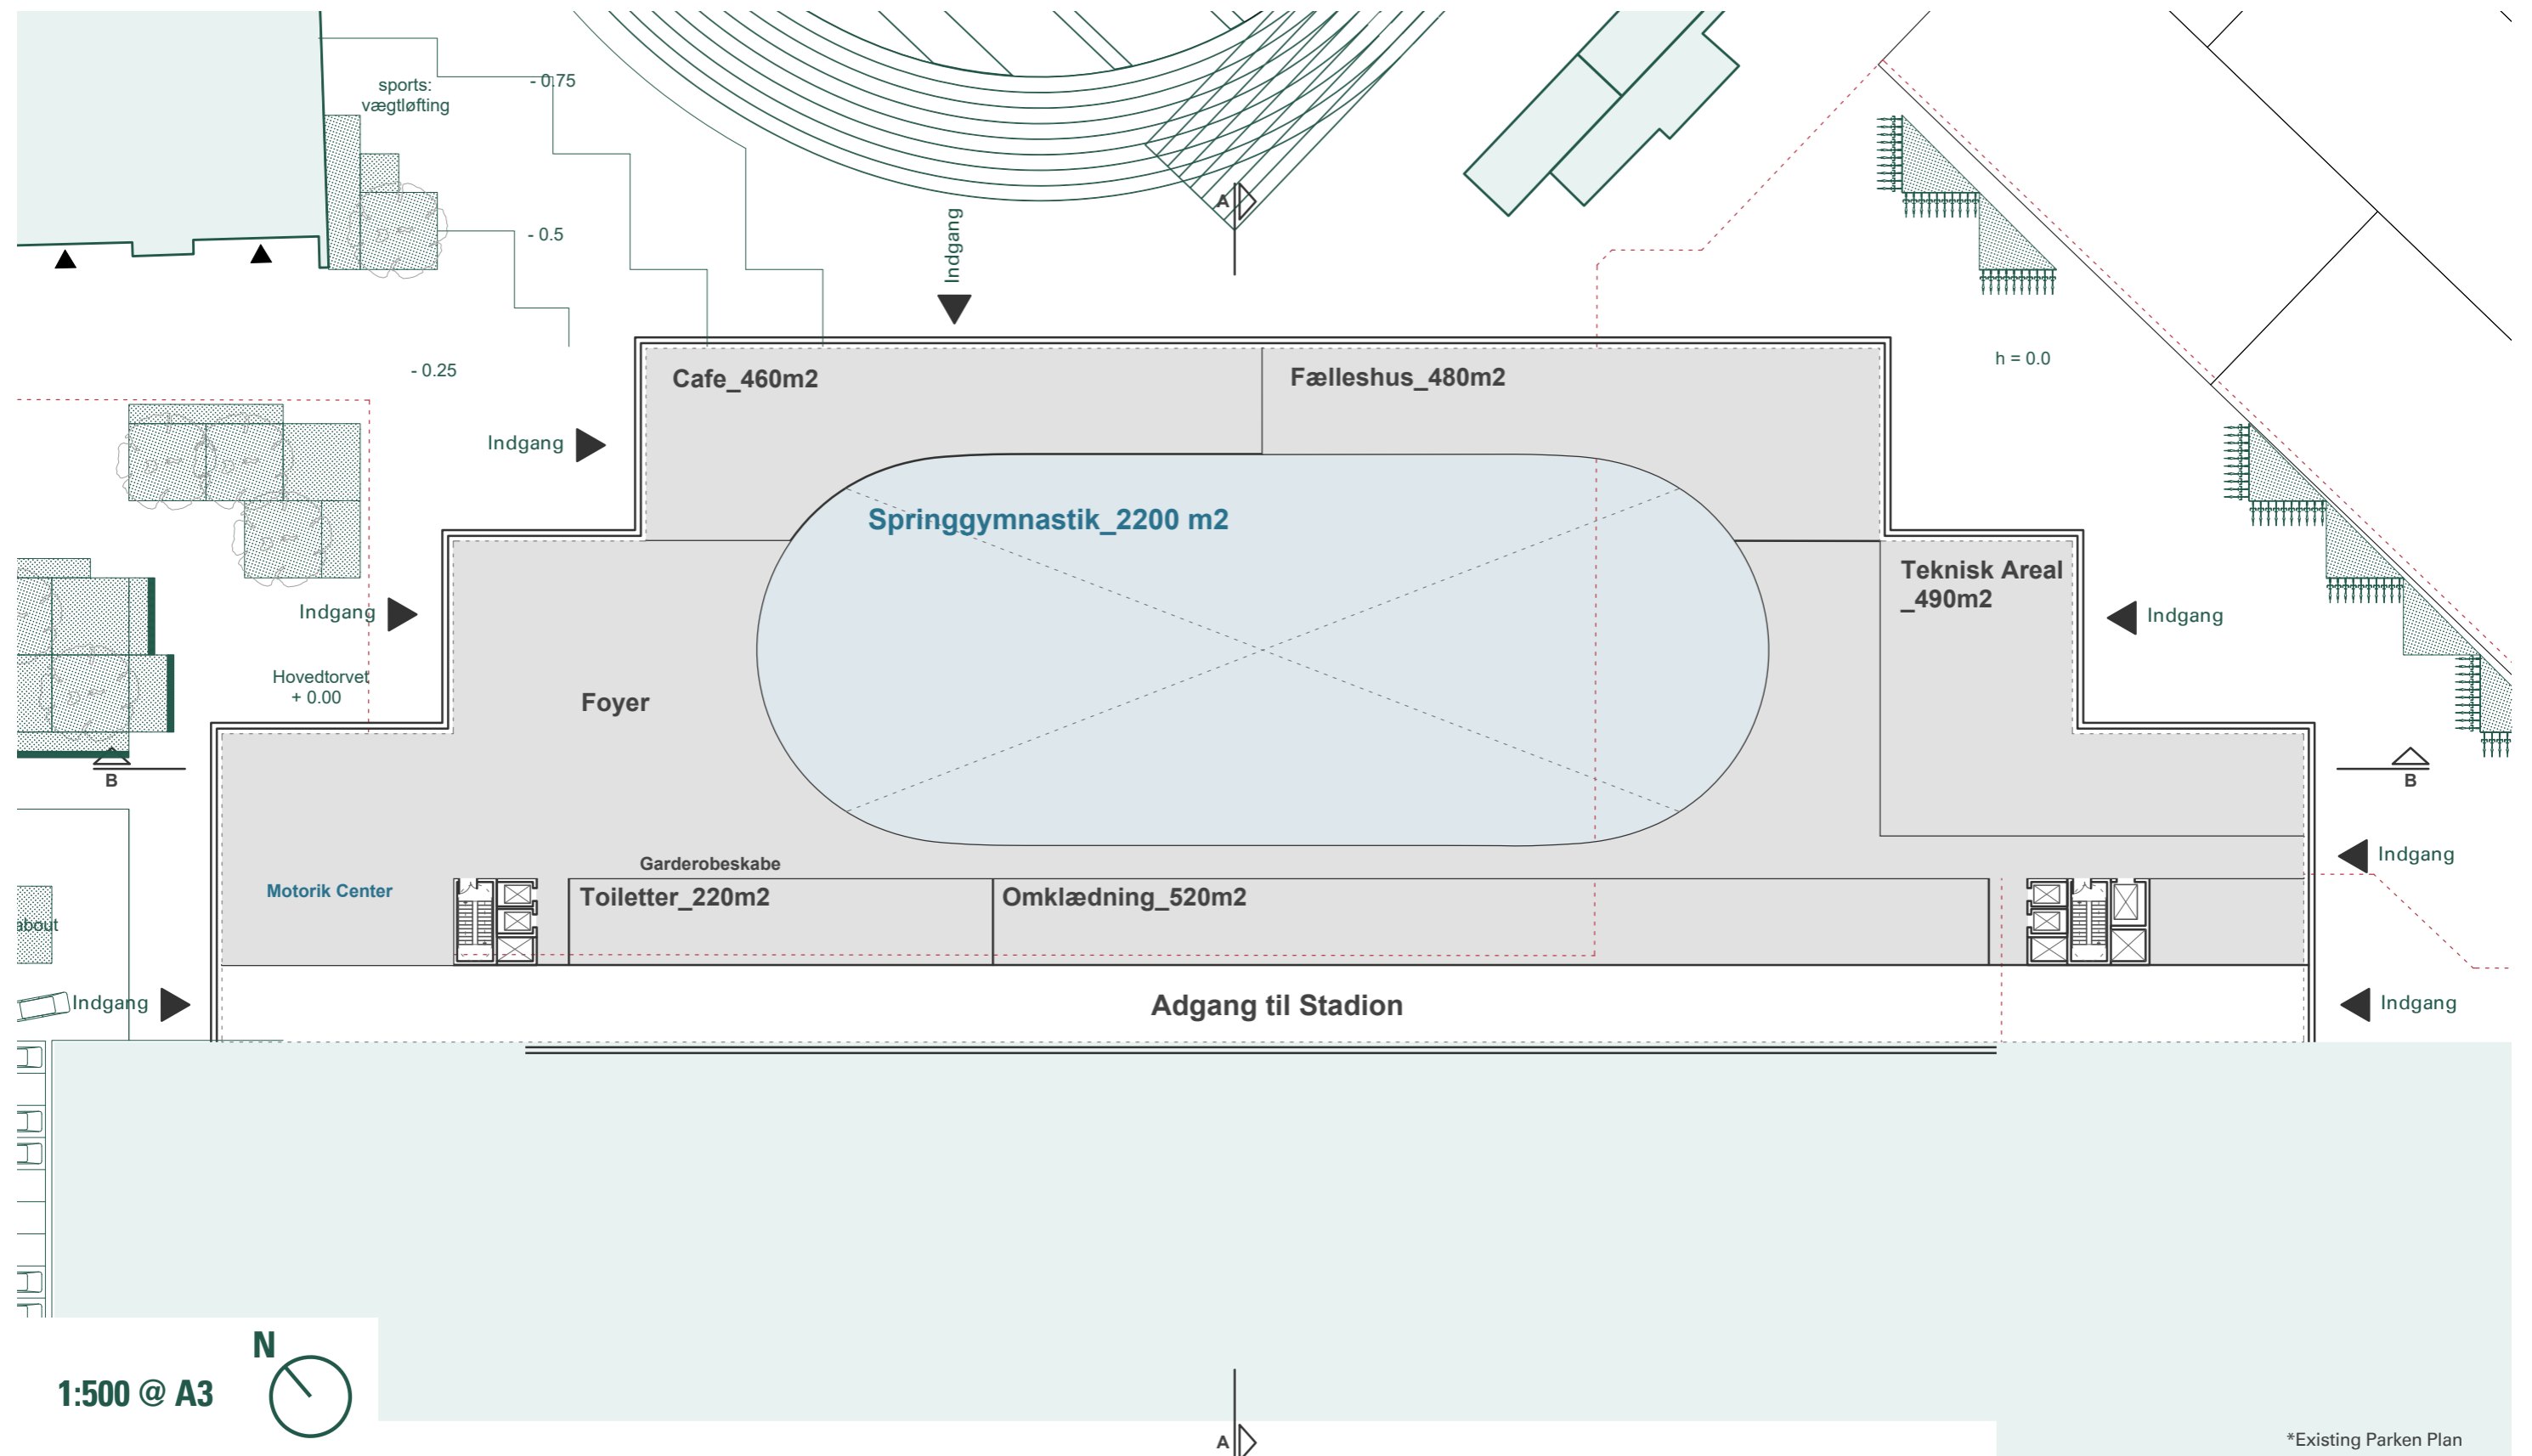 sports:
vægtløfting
- 0.75
A
- 0.5
Indgang
h = 0.0
- 0.25
Cafe_460m2
Fælleshus_480m2
Indgang
Springgymnastik_2200 m2
Teknisk Areal
_490m2
Indgang
Indgang
Hovedtorvet
+ 0.00
Foyer
B
B
Garderobeskabe
Indgang
Motorik Center
Toiletter_220m2
Omklædning_520m2
about
Indgang
Adgang til Stadion
Indgang
N
1:500 @ A3
A
*Existing Parken Plan